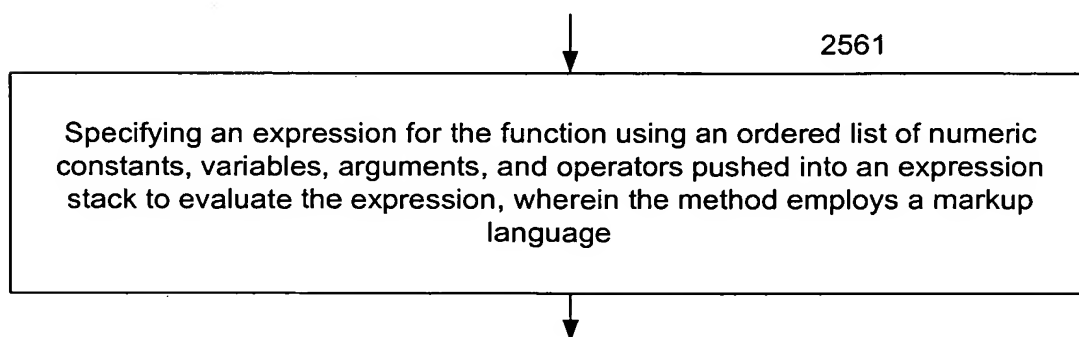 2561
Specifying an expression for the function using an ordered list of numeric
constants, variables, arguments, and operators pushed into an expression
stack to evaluate the expression, wherein the method employs a markup
language